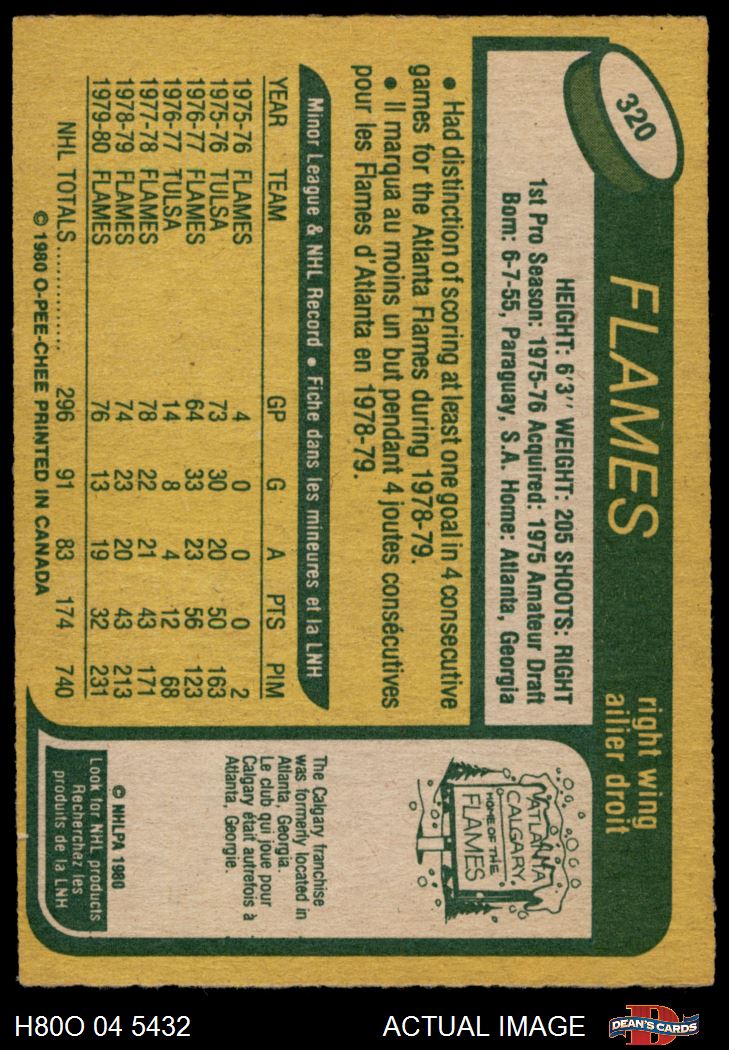 320
FLAMES
right wing
ailier droit
HEIGHT: 6'3'' WEIGHT: 205 SHOOTS: RIGHT
1st Pro Season: 1975-76 Acquired: 1975 Amateur Draft
Born: 6-7-55, Paraguay, S.A. Home: Atlanta, Georgia
• Had distinction of scoring at least one goal in 4 consecutive
games for the Atlanta Flames during 1978-79.
• Il marqua au moins un but pendant 4 joutes consécutives
pour les Flames d'Atlanta en 1978-79.
Minor League & NHL Record • Fiche dans les mineures et la LNH
YEAR TEAM GP G A PTS PIM
1975-76 FLAMES 4 0 0 0 2
1975-76 TULSA 73 30 20 50 163
1976-77 FLAMES 64 33 23 56 123
1976-77 TULSA 14 8 4 12 68
1977-78 FLAMES 78 22 21 43 171
1978-79 FLAMES 74 23 20 43 213
1979-80 FLAMES 76 13 19 32 231
NHL TOTALS............ 296 91 83 174 740
© 1980 O-PEE-CHEE PRINTED IN CANADA
ATLANTA
CALGARY
HOME OF THE
FLAMES
The Calgary franchise
was formerly located in
Atlanta, Georgia.
Le club qui joue pour
Calgary était autrefois à
Atlanta, Georgie.
© NHLPA 1980
Look for NHL products
Recherchez les
produits de la LNH
H80O 04 5432
ACTUAL IMAGE
DEAN'S CARDS